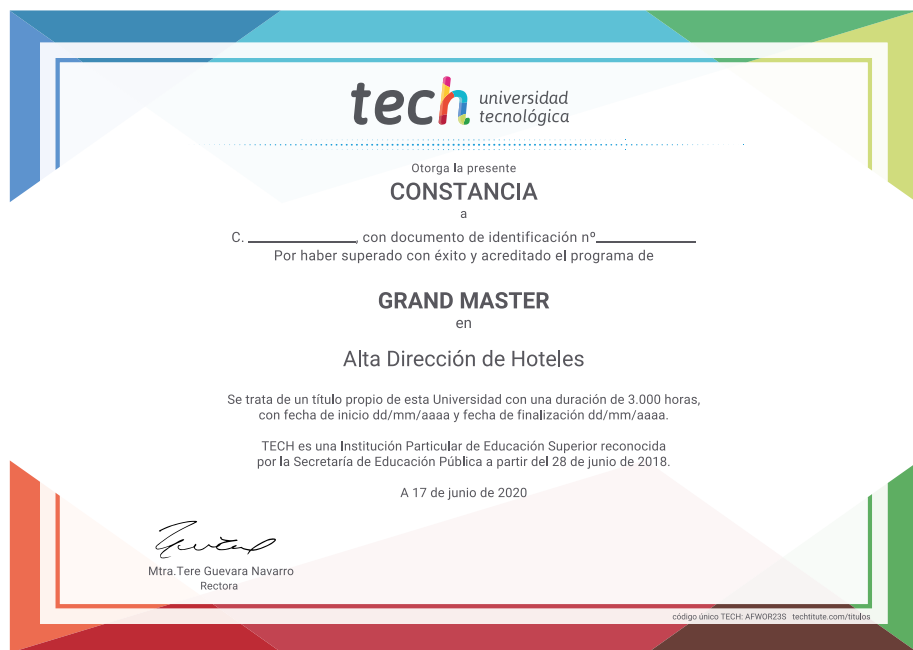 tech universidad
tecnológica
Otorga la presente
CONSTANCIA
a
C. ____________, con documento de identificación nº____________
Por haber superado con éxito y acreditado el programa de
GRAND MASTER
en
Alta Dirección de Hoteles
Se trata de un título propio de esta Universidad con una duración de 3.000 horas,
con fecha de inicio dd/mm/aaaa y fecha de finalización dd/mm/aaaa.
TECH es una Institución Particular de Educación Superior reconocida
por la Secretaría de Educación Pública a partir del 28 de junio de 2018.
A 17 de junio de 2020
Mtra.Tere Guevara Navarro
Rectora
código único TECH: AFWOR23S techtitute.com/titulos